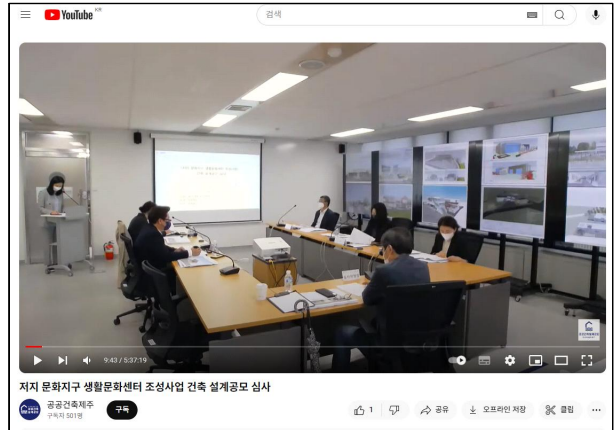 YouTube KR
검색
9:43 / 5:37:19
저지 문화지구 생활문화센터 조성사업 건축 설계공모 심사
공공건축제주
구독자 501명
구독
1
공유
오프라인 저장
클립